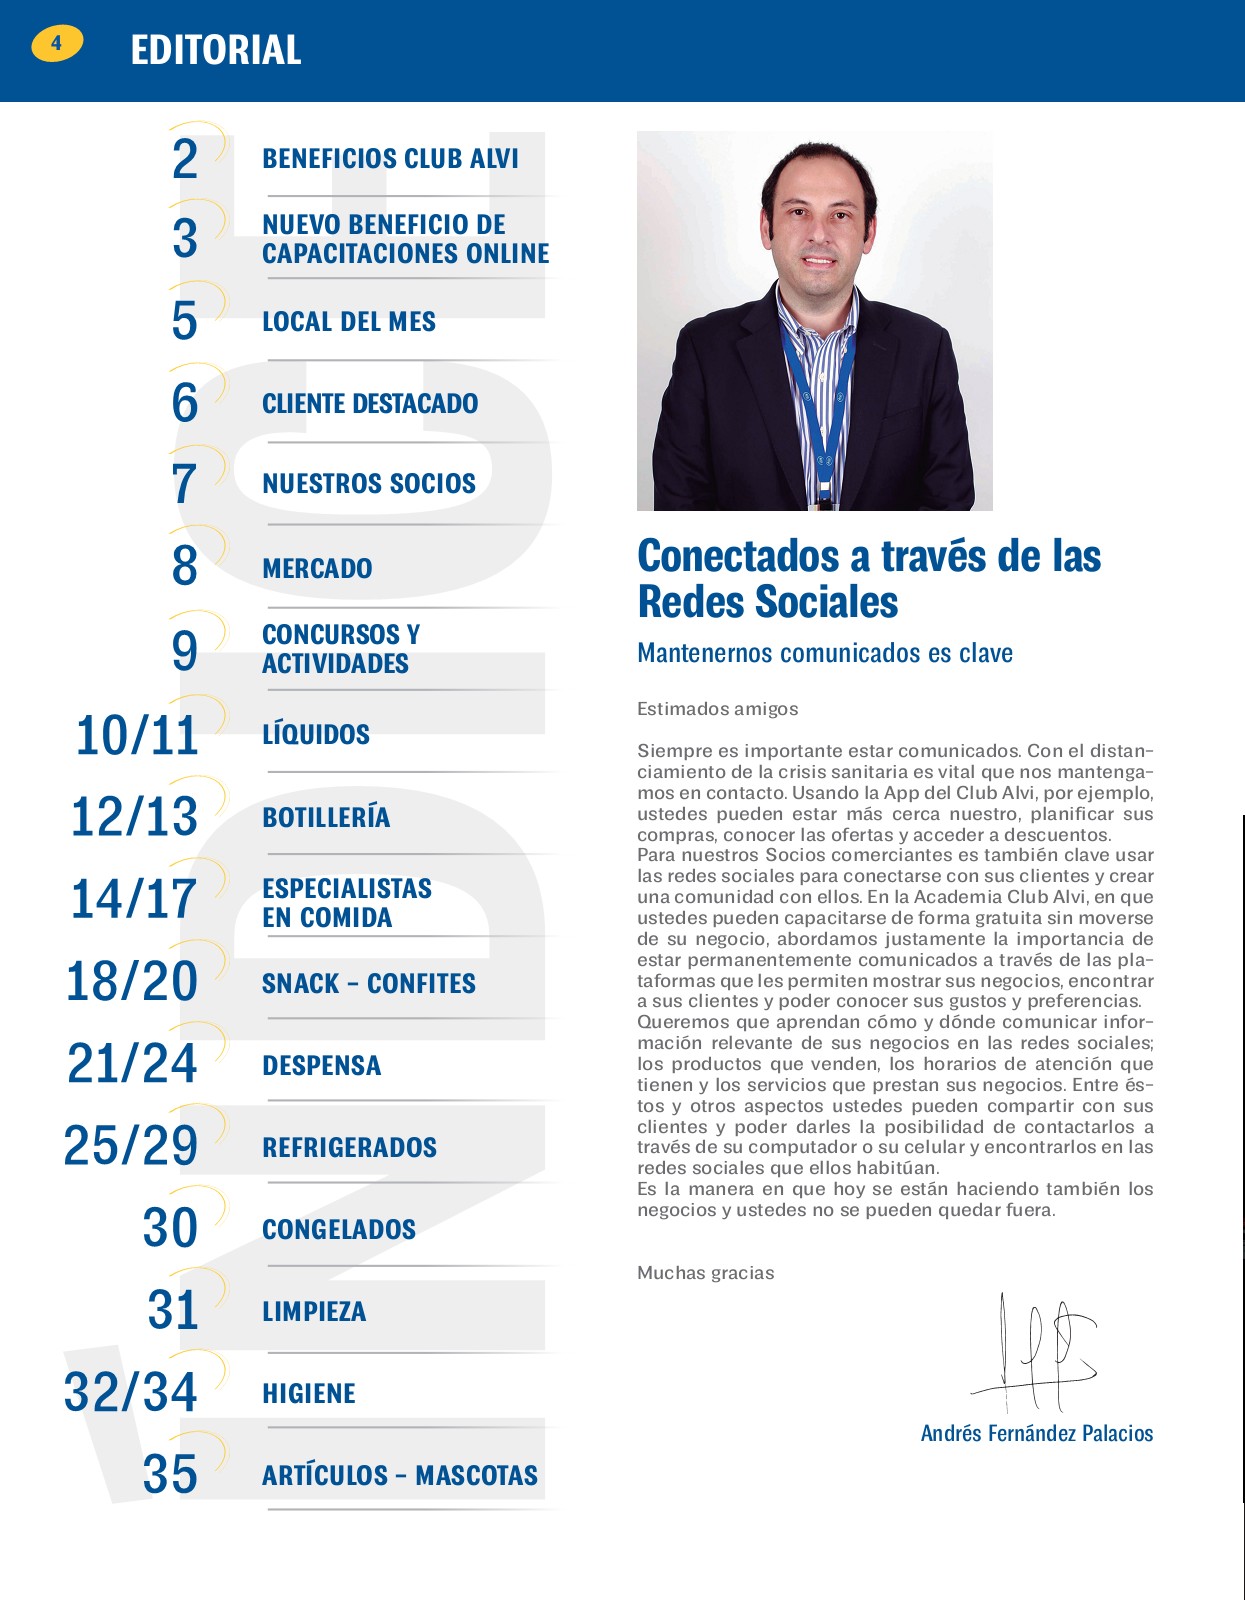 4
EDITORIAL
ÍNDICE
2
BENEFICIOS CLUB ALVI
3
NUEVO BENEFICIO DE
CAPACITACIONES ONLINE
5
LOCAL DEL MES
6
CLIENTE DESTACADO
7
NUESTROS SOCIOS
8
MERCADO
9
CONCURSOS Y
ACTIVIDADES
10/11
LÍQUIDOS
12/13
BOTILLERÍA
14/17
ESPECIALISTAS
EN COMIDA
18/20
SNACK – CONFITES
21/24
DESPENSA
25/29
REFRIGERADOS
30
CONGELADOS
31
LIMPIEZA
32/34
HIGIENE
35
ARTÍCULOS – MASCOTAS
Conectados a través de las
Redes Sociales
Mantenernos comunicados es clave
Estimados amigos
Siempre es importante estar comunicados. Con el distan-
ciamiento de la crisis sanitaria es vital que nos mantenga-
mos en contacto. Usando la App del Club Alvi, por ejemplo,
ustedes pueden estar más cerca nuestro, planificar sus
compras, conocer las ofertas y acceder a descuentos.
Para nuestros Socios comerciantes es también clave usar
las redes sociales para conectarse con sus clientes y crear
una comunidad con ellos. En la Academia Club Alvi, en que
ustedes pueden capacitarse de forma gratuita sin moverse
de su negocio, abordamos justamente la importancia de
estar permanentemente comunicados a través de las pla-
taformas que les permiten mostrar sus negocios, encontrar
a sus clientes y poder conocer sus gustos y preferencias.
Queremos que aprendan cómo y dónde comunicar infor-
mación relevante de sus negocios en las redes sociales;
los productos que venden, los horarios de atención que
tienen y los servicios que prestan sus negocios. Entre és-
tos y otros aspectos ustedes pueden compartir con sus
clientes y poder darles la posibilidad de contactarlos a
través de su computador o su celular y encontrarlos en las
redes sociales que ellos habitúan.
Es la manera en que hoy se están haciendo también los
negocios y ustedes no se pueden quedar fuera.
Muchas gracias
Andrés Fernández Palacios